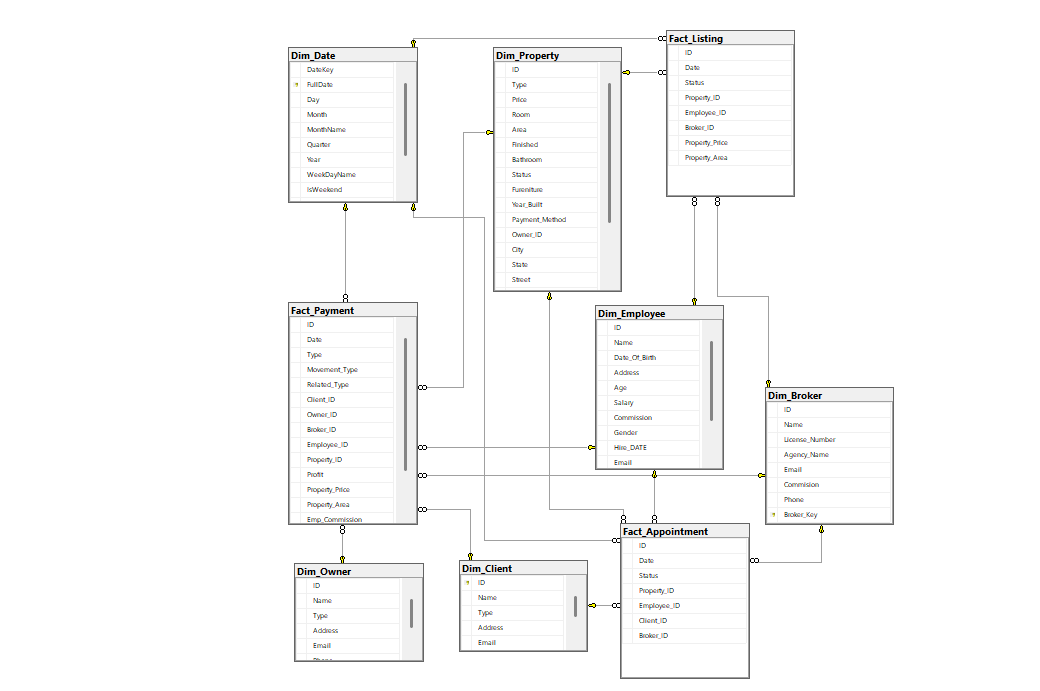 Dim_Date
DateKey
FullDate
Day
Month
MonthName
Quarter
Year
WeekDayName
IsWeekend
Dim_Property
ID
Type
Price
Room
Area
Finished
Bathroom
Status
Fureniture
Year_Built
Payment_Method
Owner_ID
City
State
Street
Fact_Listing
ID
Date
Status
Property_ID
Employee_ID
Broker_ID
Property_Price
Property_Area
Fact_Payment
ID
Date
Type
Movement_Type
Related_Type
Client_ID
Owner_ID
Broker_ID
Employee_ID
Property_ID
Profit
Property_Price
Property_Area
Emp_Commission
Dim_Employee
ID
Name
Date_Of_Birth
Address
Age
Salary
Commission
Gender
Hire_DATE
Email
Dim_Broker
ID
Name
License_Number
Agency_Name
Email
Commision
Phone
Broker_Key
Dim_Owner
ID
Name
Type
Address
Email
Phone
Dim_Client
ID
Name
Type
Address
Email
Fact_Appointment
ID
Date
Status
Property_ID
Employee_ID
Client_ID
Broker_ID